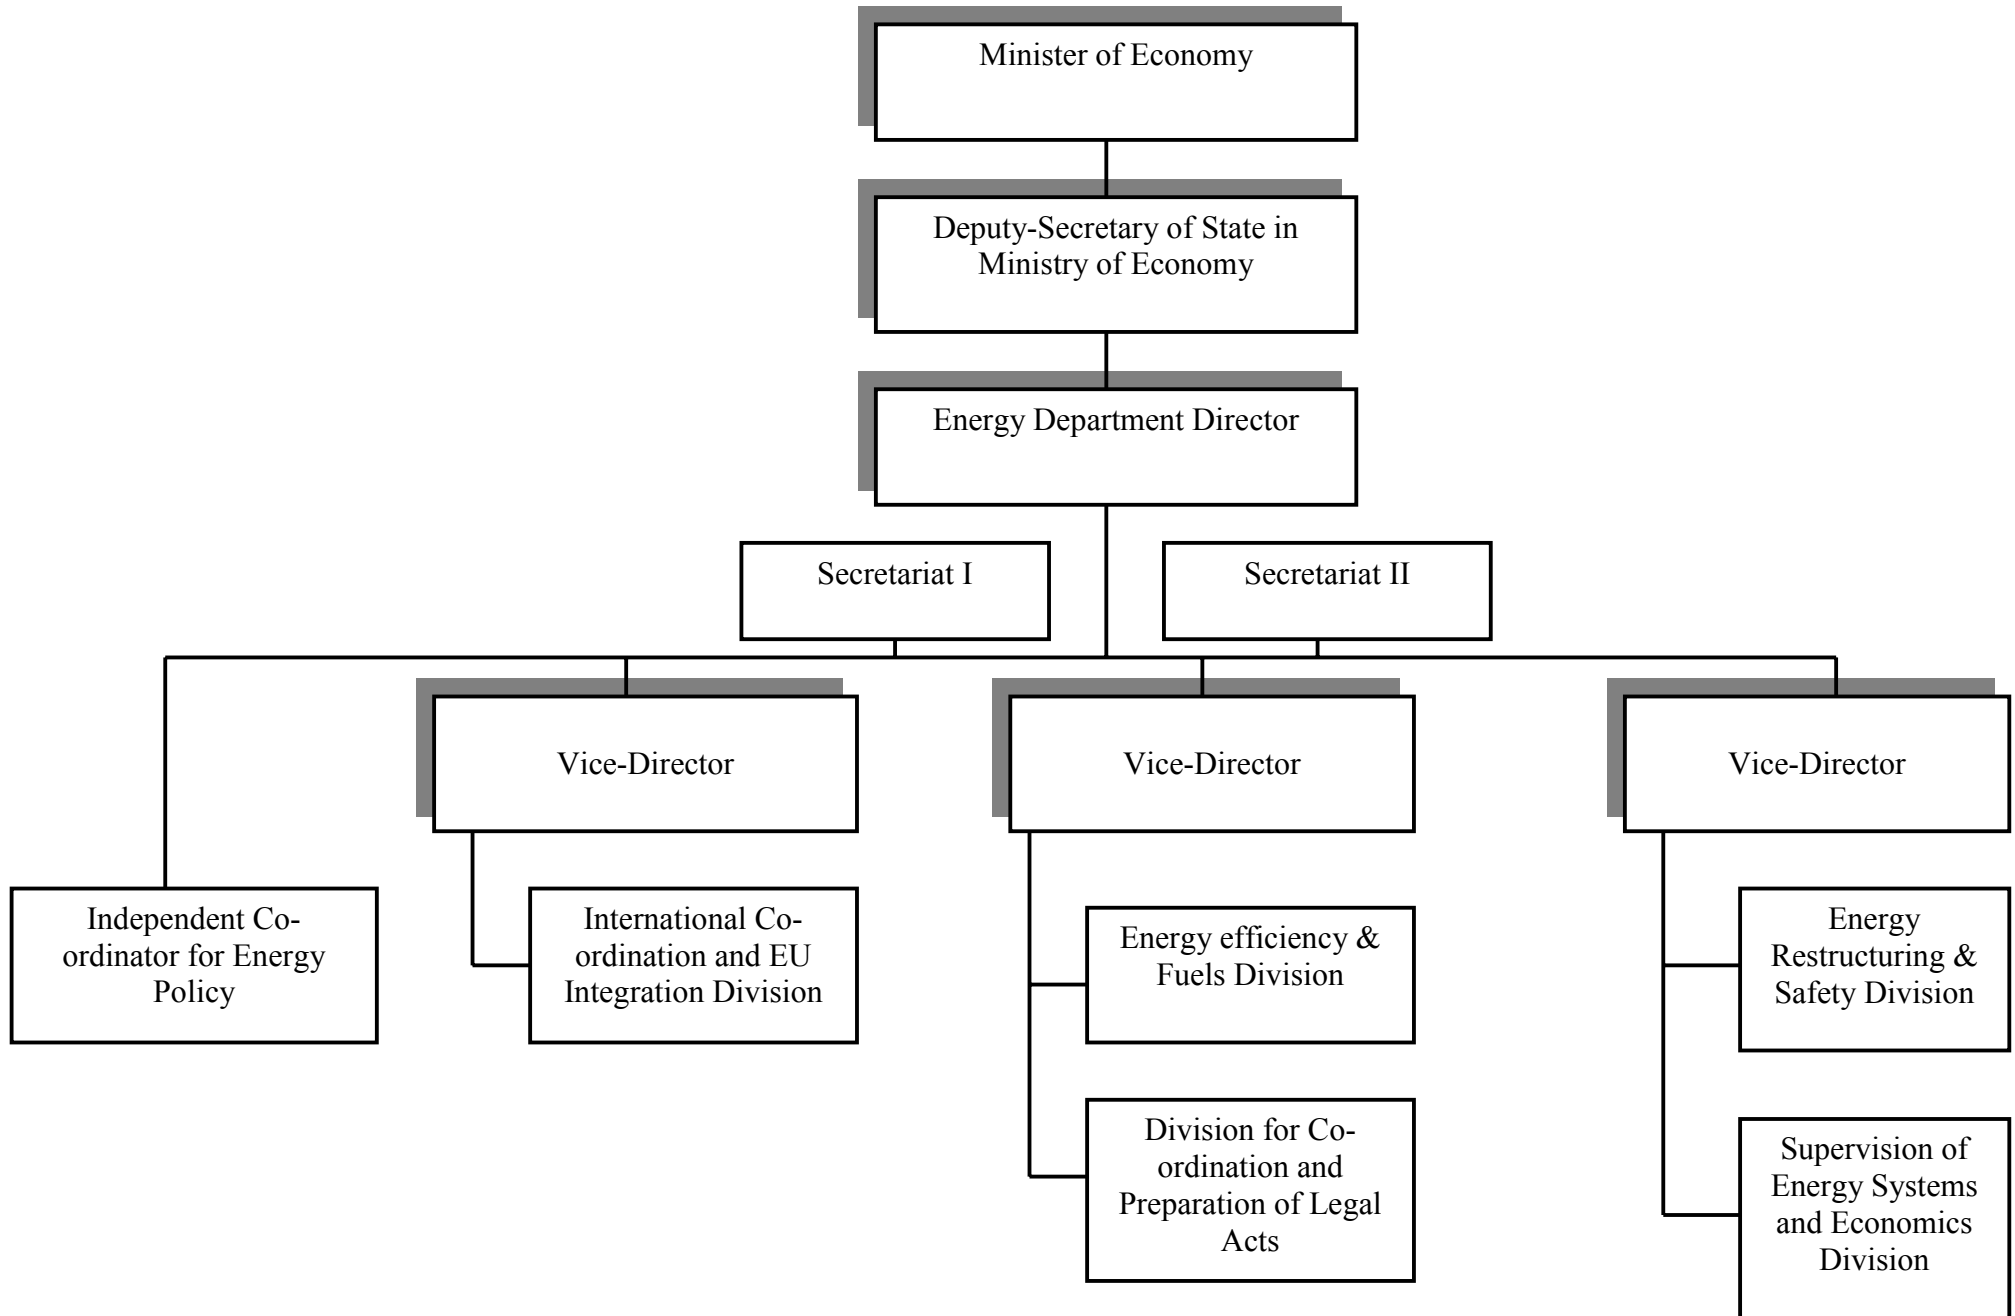 Minister of Economy
Deputy-Secretary of State in
Ministry of Economy
Energy Department Director
Secretariat I
Secretariat II
Vice-Director
Vice-Director
Vice-Director
Independent Co-
ordinator for Energy
Policy
International Co-
ordination and EU
Integration Division
Energy efficiency &
Fuels Division
Energy
Restructuring &
Safety Division
Division for Co-
ordination and
Preparation of Legal
Acts
Supervision of
Energy Systems
and Economics
Division